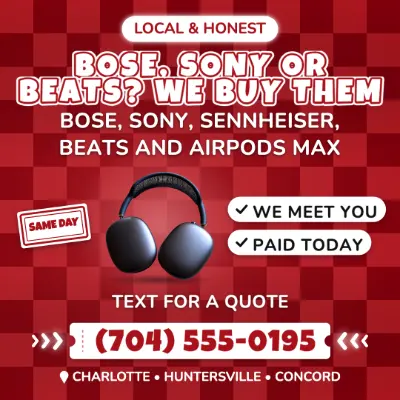 LOCAL & HONEST
BOSE, SONY OR
BEATS? WE BUY THEM
BOSE, SONY, SENNHEISER,
BEATS AND AIRPODS MAX
SAME DAY
✓ WE MEET YOU
✓ PAID TODAY
TEXT FOR A QUOTE
(704) 555-0195
CHARLOTTE • HUNTERSVILLE • CONCORD